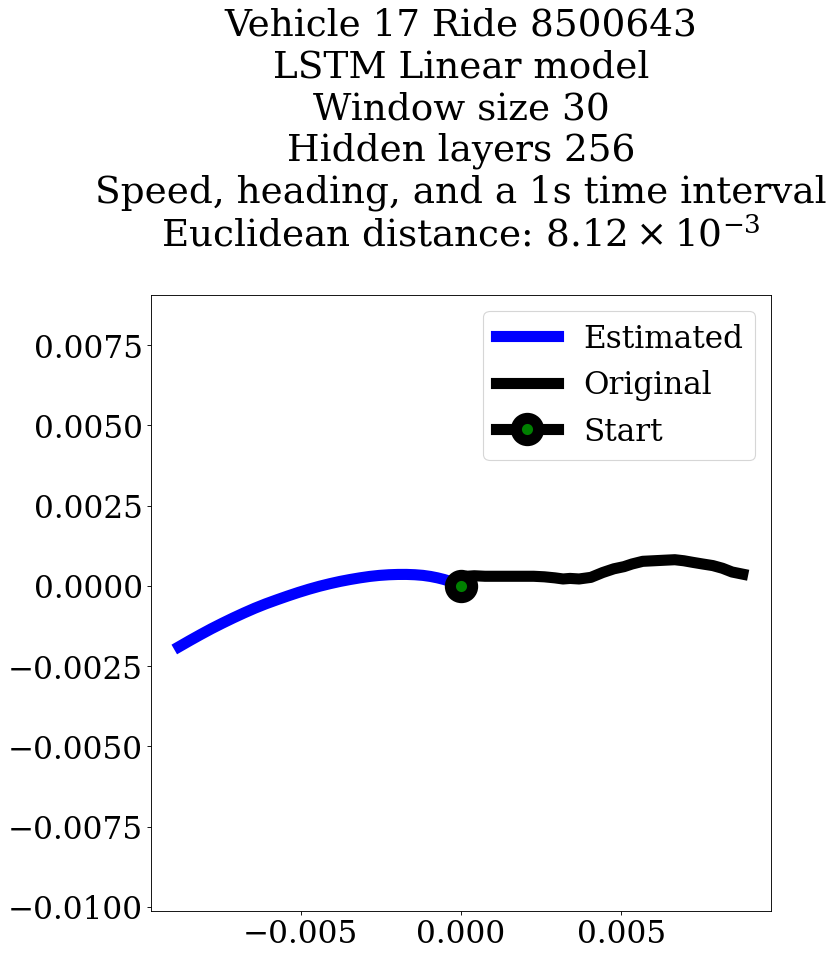 Vehicle 17 Ride 8500643
LSTM Linear model
Window size 30
Hidden layers 256
Speed, heading, and a 1s time interval
Euclidean distance: 8.12 × 10⁻³
Estimated
Original
Start
0.0075
0.0050
0.0025
0.0000
−0.0025
−0.0050
−0.0075
−0.0100
−0.005 0.000 0.005